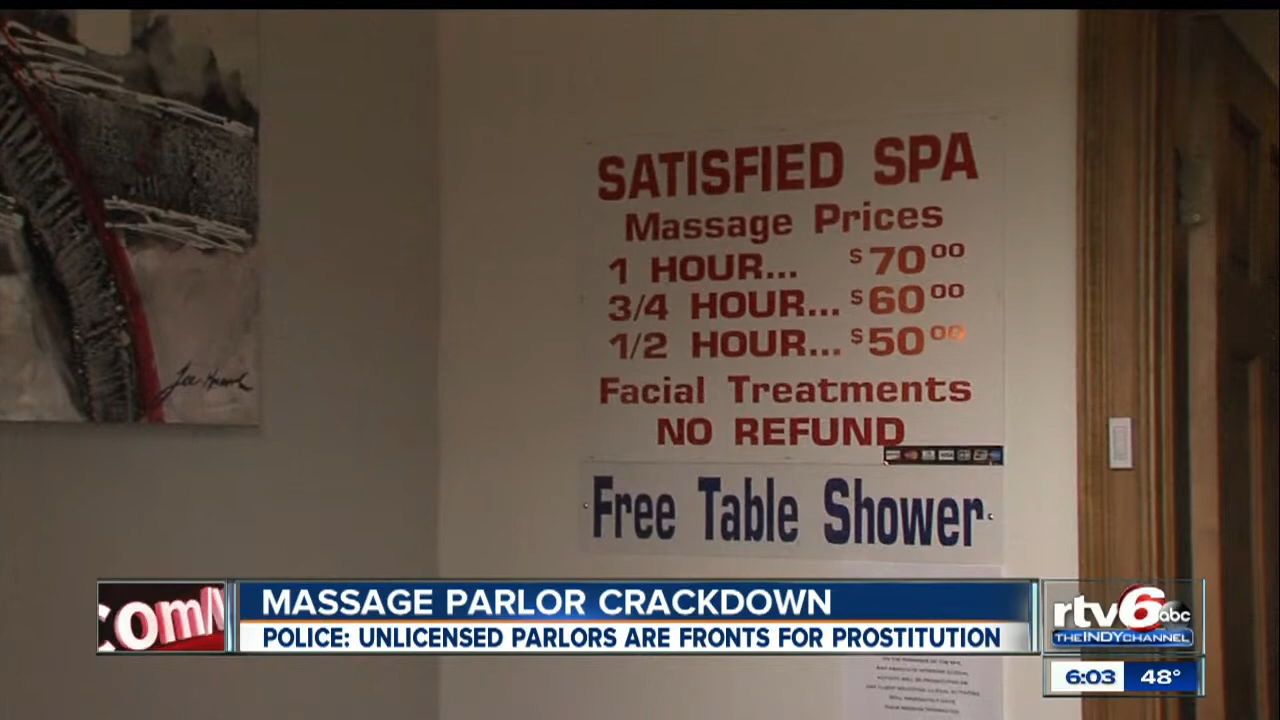 SATISFIED SPA
Massage Prices
1 HOUR... $70 00
3/4 HOUR... $60 00
1/2 HOUR... $50 00
Facial Treatments
NO REFUND
Free Table Shower
com/
MASSAGE PARLOR CRACKDOWN
POLICE: UNLICENSED PARLORS ARE FRONTS FOR PROSTITUTION
rtv6 abc
THE INDY CHANNEL
6:03 48°